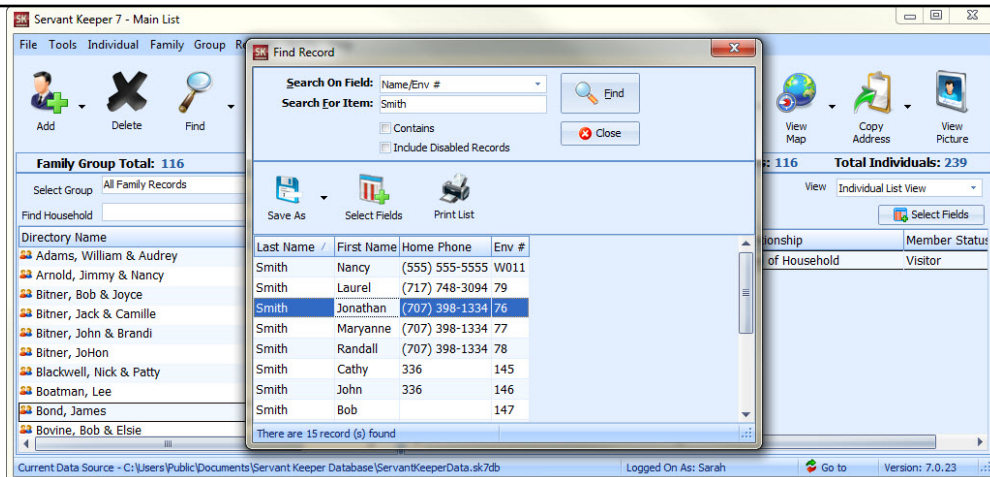 SK Servant Keeper 7 - Main List
File Tools Individual Family Group Re
Add Delete Find
Family Group Total: 116
Select Group All Family Records
Find Household
Directory Name
Adams, William & Audrey
Arnold, Jimmy & Nancy
Bitner, Bob & Joyce
Bitner, Jack & Camille
Bitner, John & Brandi
Bitner, JoHon
Blackwell, Nick & Patty
Boatman, Lee
Bond, James
Bovine, Bob & Elsie
SK Find Record
Search On Field: Name/Env #
Search For Item: Smith
Contains
Include Disabled Records
Find
Close
Save As Select Fields Print List
Last Name First Name Home Phone Env #
Smith Nancy (555) 555-5555 W011
Smith Laurel (717) 748-3094 79
Smith Jonathan (707) 398-1334 76
Smith Maryanne (707) 398-1334 77
Smith Randall (707) 398-1334 78
Smith Cathy 336 145
Smith John 336 146
Smith Bob 147
There are 15 record (s) found
View Map
Copy Address
View Picture
s: 116 Total Individuals: 239
View Individual List View
Select Fields
ionship Member Status
of Household Visitor
Current Data Source - C:\Users\Public\Documents\Servant Keeper Database\ServantKeeperData.sk7db Logged On As: Sarah Go to Version: 7.0.23